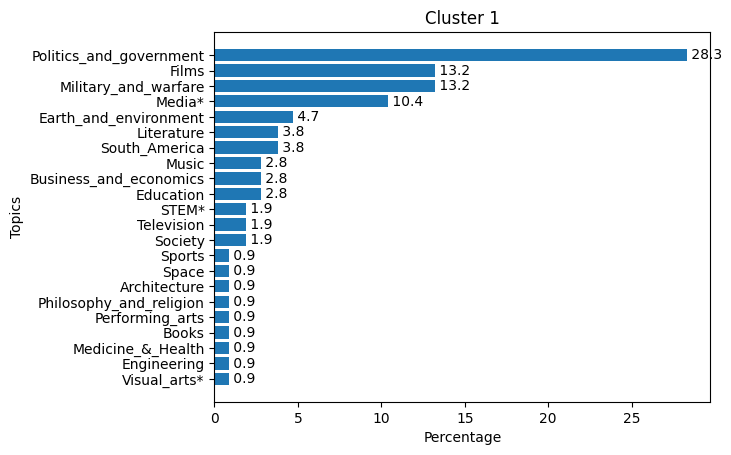 Cluster 1
Politics_and_government 28.3
Films 13.2
Military_and_warfare 13.2
Media* 10.4
Earth_and_environment 4.7
Literature 3.8
South_America 3.8
Music 2.8
Business_and_economics 2.8
Education 2.8
STEM* 1.9
Television 1.9
Society 1.9
Sports 0.9
Space 0.9
Architecture 0.9
Philosophy_and_religion 0.9
Performing_arts 0.9
Books 0.9
Medicine_&_Health 0.9
Engineering 0.9
Visual_arts* 0.9
Topics
0 5 10 15 20 25
Percentage